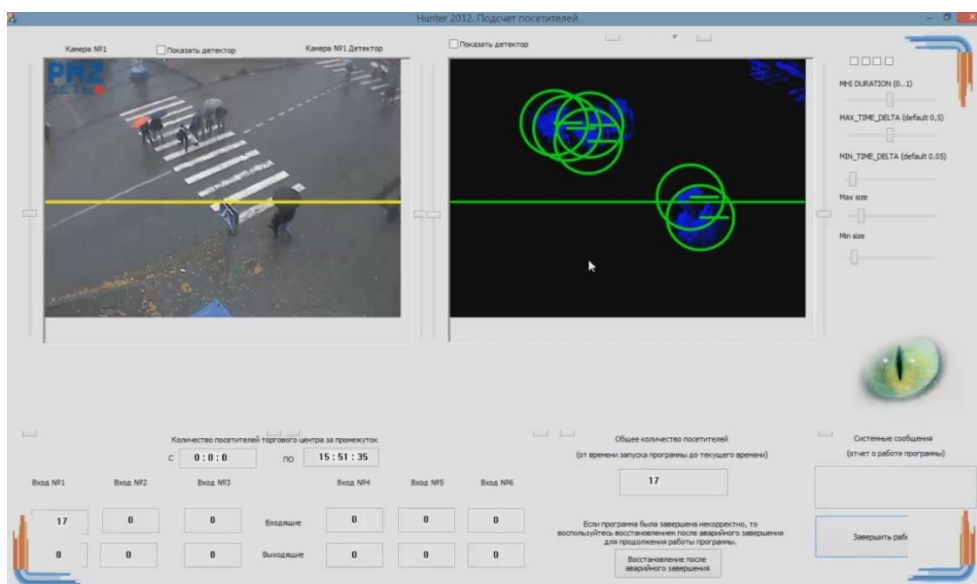 Hunter 2012. Подсчет посетителей
Камера №1
Показать детектор
Камера №1 Детектор
Показать детектор
PNZ
СЕТЬ
MHI DURATION (0..1)
MAX_TIME_DELTA (default 0,5)
MIN_TIME_DELTA (default 0.05)
Max size
Min size
Количество посетителей торгового центра за промежуток
С 0 : 0 : 0 ПО 15 : 51 : 35
Вход №1 Вход №2 Вход №3 Вход №4 Вход №5 Вход №6
17 0 0 Входящие 0 0 0
0 0 0 Выходящие 0 0 0
Общее количество посетителей
(от времени запуска программы до текущего времени)
17
Если программа была завершена некорректно, то
воспользуйтесь восстановлением после аварийного завершения
для продолжения работы программы.
Восстановление после
аварийного завершения
Системные сообщения
(отчет о работе программы)
Завершить рабо